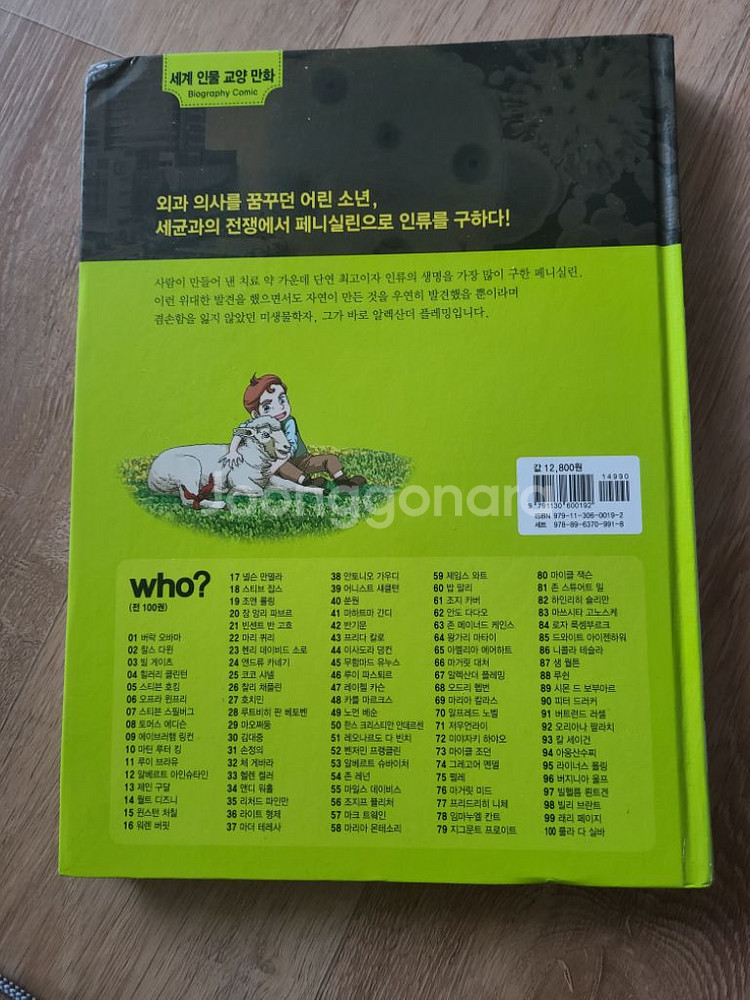 세계 인물 교양 만화
Biography Comic
외과 의사를 꿈꾸던 어린 소년,
세균과의 전쟁에서 페니실린으로 인류를 구하다!
사람이 만들어 낸 치료 약 가운데 단연 최고이자 인류의 생명을 가장 많이 구한 페니실린.
이런 위대한 발견을 했으면서도 자연이 만든 것을 우연히 발견했을 뿐이라며
겸손함을 잃지 않았던 미생물학자, 그가 바로 알렉산더 플레밍입니다.
joonggonara
값 12,800원
14990
9 791130 600192
ISBN 979-11-306-0019-2
세트 978-89-6370-991-8
who?
(전 100권)
01 버락 오바마
02 찰스 다윈
03 빌 게이츠
04 힐러리 클린턴
05 스티븐 호킹
06 오프라 윈프리
07 스티븐 스필버그
08 토머스 에디슨
09 에이브러햄 링컨
10 마틴 루터 킹
11 루이 브라유
12 알베르트 아인슈타인
13 제인 구달
14 월트 디즈니
15 윈스턴 처칠
16 워렌 버핏
17 넬슨 만델라
18 스티브 잡스
19 조앤 롤링
20 장 앙리 파브르
21 빈센트 반 고흐
22 마리 퀴리
23 헨리 데이비드 소로
24 앤드류 카네기
25 코코 샤넬
26 찰리 채플린
27 호치민
28 루트비히 판 베토벤
29 마오쩌둥
30 김대중
31 손정의
32 체 게바라
33 헬렌 켈러
34 앤디 워홀
35 리처드 파인만
36 라이트 형제
37 마더 테레사
38 안토니오 가우디
39 어니스트 섀클턴
40 쑨원
41 마하트마 간디
42 반기문
43 프리다 칼로
44 이사도라 덩컨
45 무함마드 유누스
46 루이 파스퇴르
47 레이첼 카슨
48 카를 마르크스
49 노먼 베순
50 한스 크리스티안 안데르센
51 레오나르도 다 빈치
52 벤저민 프랭클린
53 알베르트 슈바이처
54 존 레넌
55 마일스 데이비스
56 조지프 퓰리처
57 마크 트웨인
58 마리아 몬테소리
59 제임스 와트
60 밥 말리
61 조지 카버
62 안도 다다오
63 존 메이너드 케인스
64 왕가리 마타이
65 아멜리아 에어하트
66 마거릿 대처
67 알렉산더 플레밍
68 오드리 헵번
69 마리아 칼라스
70 알프레드 노벨
71 저우언라이
72 미야자키 하야오
73 마이클 조던
74 그레고어 멘델
75 펠레
76 마거릿 미드
77 프리드리히 니체
78 임마누엘 칸트
79 지그문트 프로이트
80 마이클 잭슨
81 존 스튜어트 밀
82 하인리히 슐리만
83 마쓰시타 고노스케
84 로자 룩셈부르크
85 드와이트 아이젠하워
86 니콜라 테슬라
87 샘 월튼
88 루쉰
89 시몬 드 보부아르
90 피터 드러커
91 버트런드 러셀
92 오리아나 팔라치
93 칼 세이건
94 아웅산수찌
95 라이너스 폴링
96 버지니아 울프
97 빌헬름 뢴트겐
98 빌리 브란트
99 래리 페이지
100 룰라 다 실바